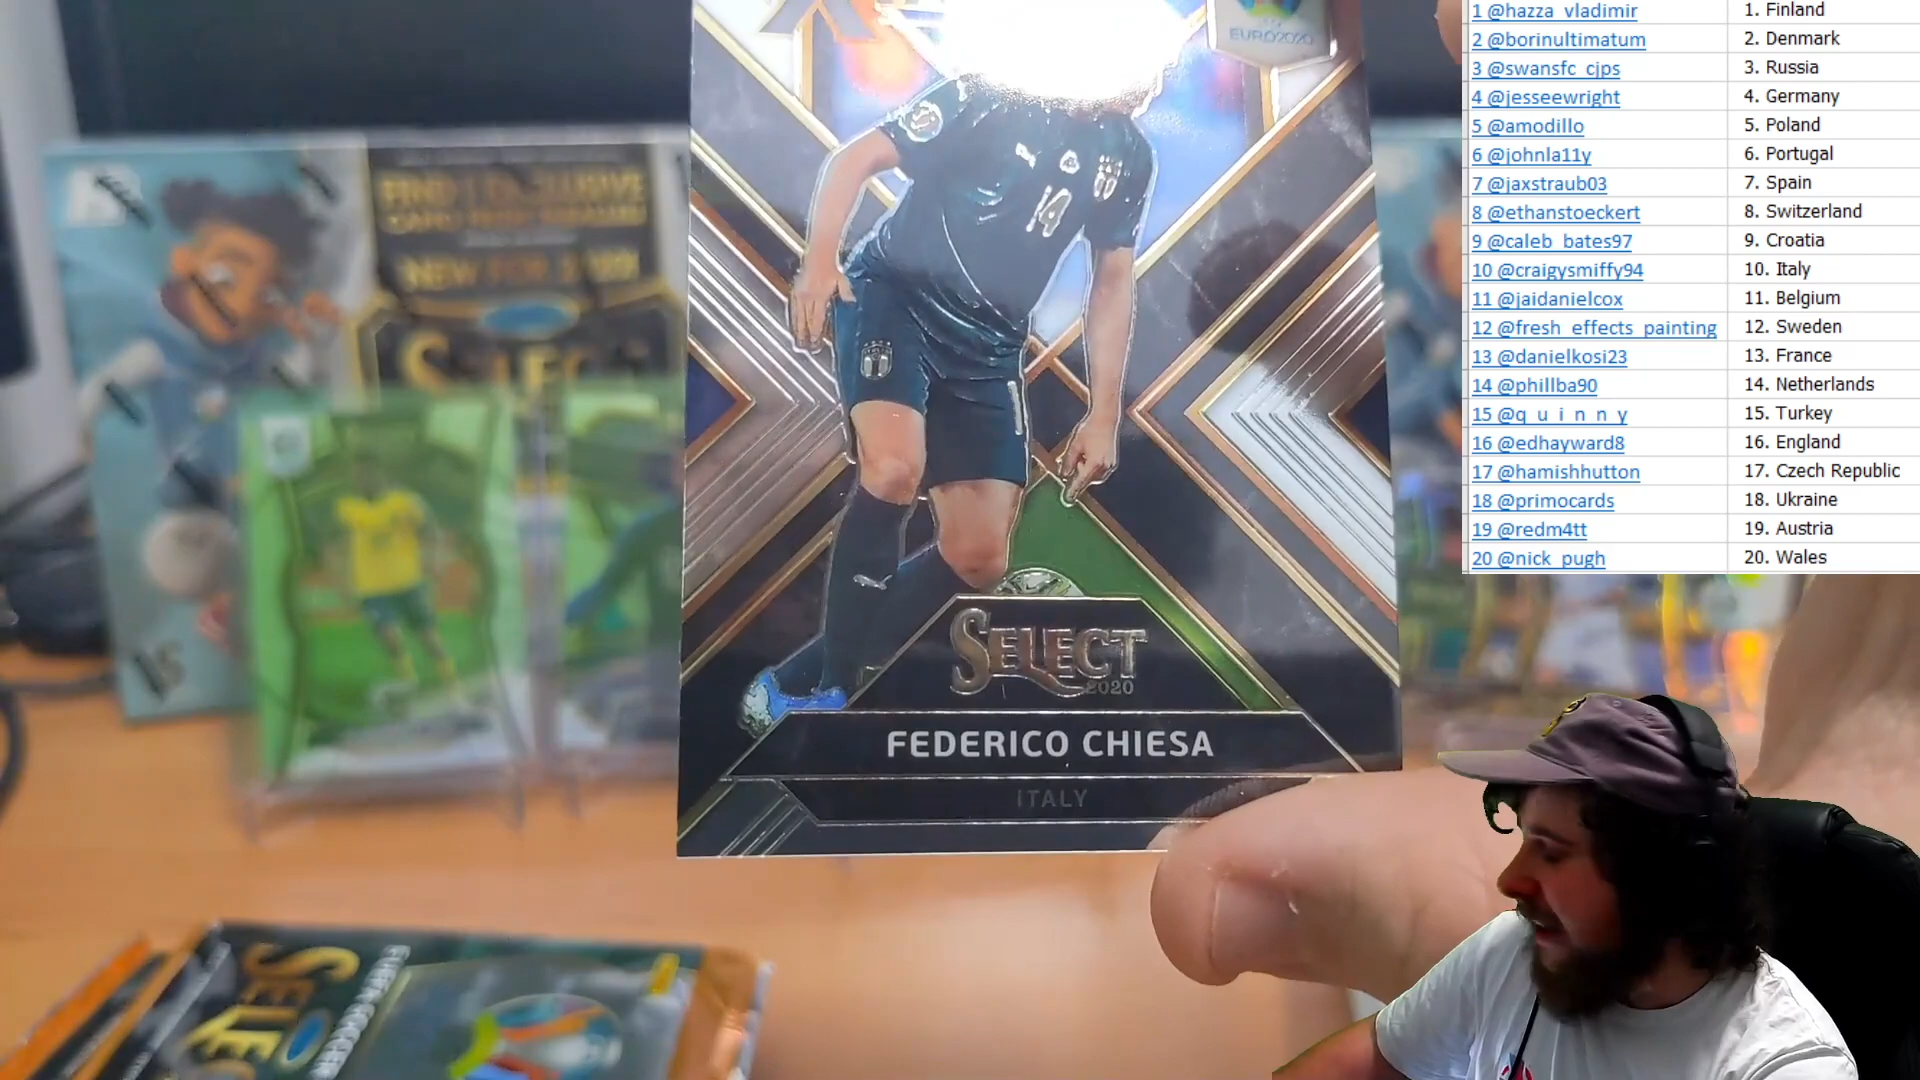 1 @hazza_vladimir 1. Finland
2 @borinultimatum 2. Denmark
3 @swansfc_cjps 3. Russia
4 @jesseewright 4. Germany
5 @amodillo 5. Poland
6 @johnla11y 6. Portugal
7 @jaxstraub03 7. Spain
8 @ethanstoeckert 8. Switzerland
9 @caleb_bates97 9. Croatia
10 @craigysmiffy94 10. Italy
11 @jaidanielcox 11. Belgium
12 @fresh_effects_painting 12. Sweden
13 @danielkosi23 13. France
14 @phillba90 14. Netherlands
15 @q_u_i_n_n_y 15. Turkey
16 @edhayward8 16. England
17 @hamishhutton 17. Czech Republic
18 @primocards 18. Ukraine
19 @redm4tt 19. Austria
20 @nick_pugh 20. Wales
EURO2020
14
SELECT
2020
FEDERICO CHIESA
ITALY
FIND EXCLUSIVE
SELECT
SELEC